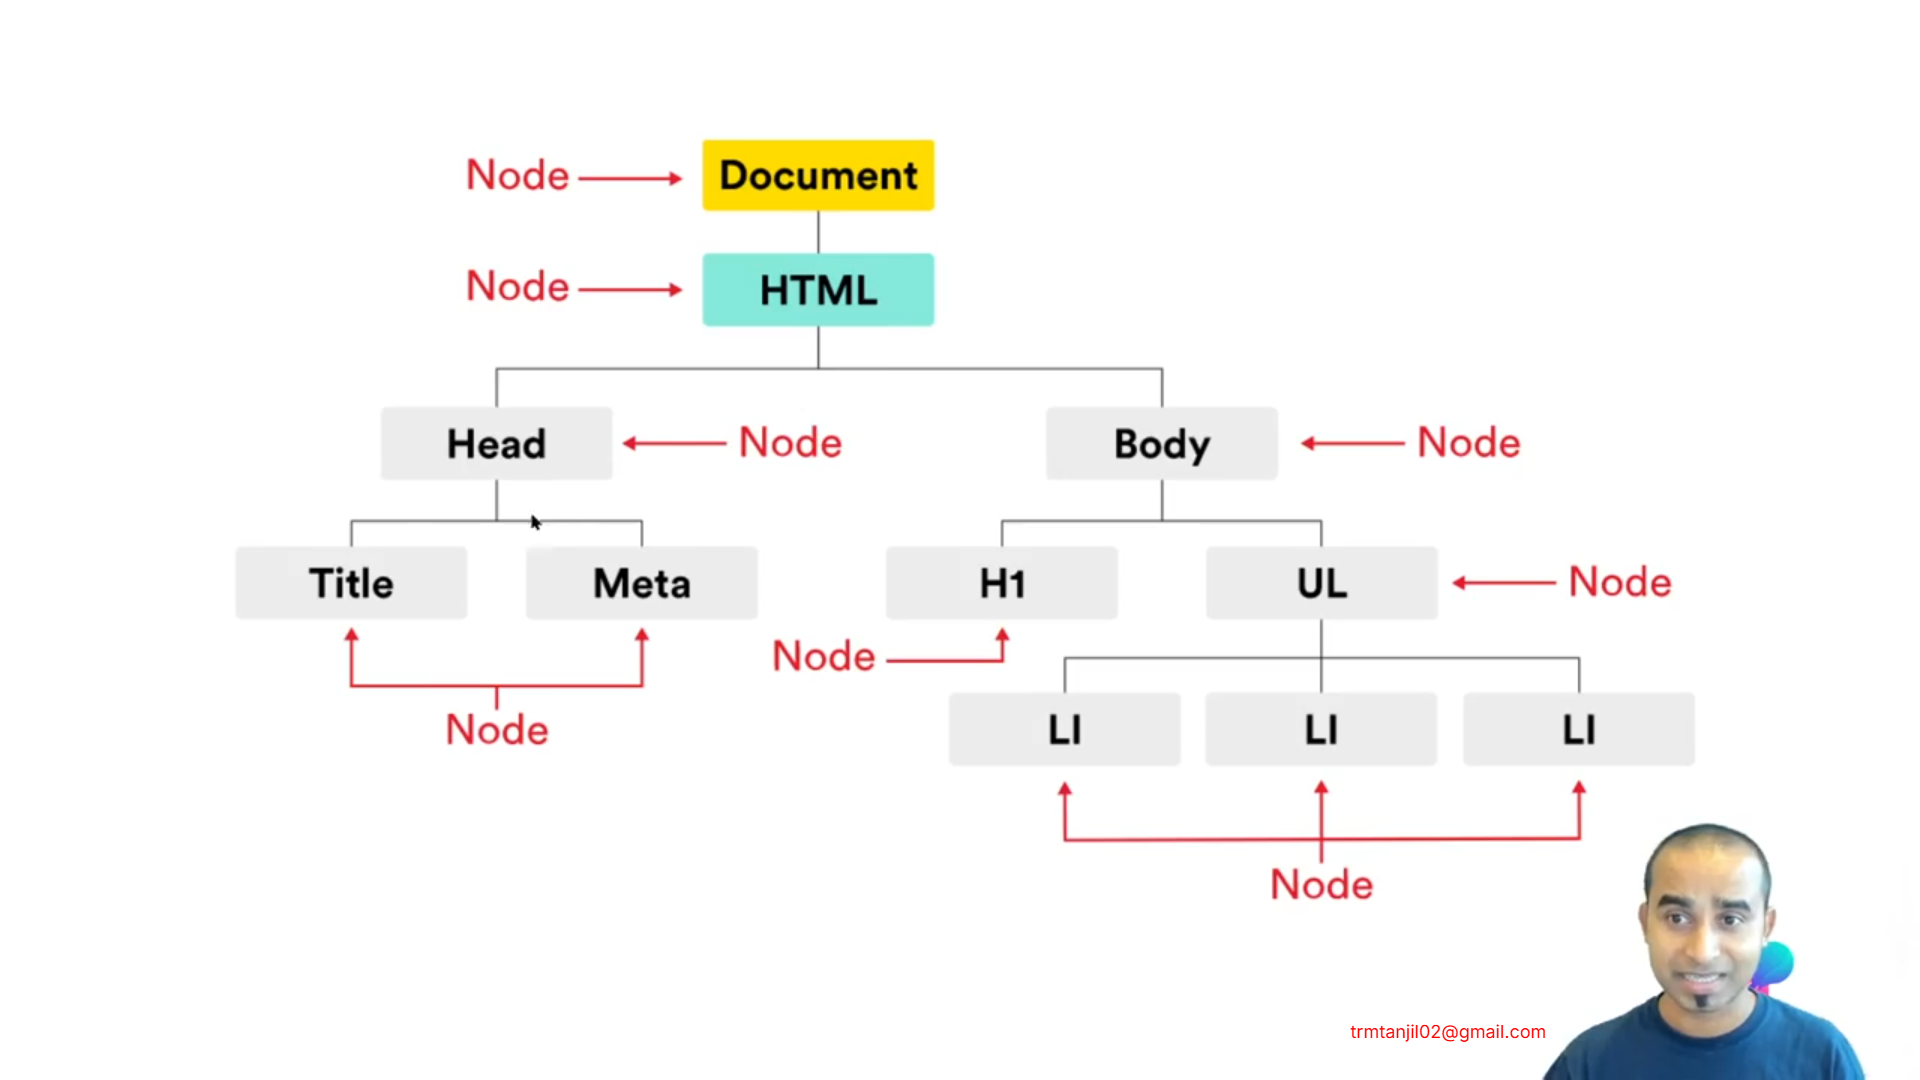 Node
Document
Node
HTML
Head
Node
Body
Node
Title
Meta
H1
UL
Node
Node
Node
LI
LI
LI
Node
trmtanjil02@gmail.com